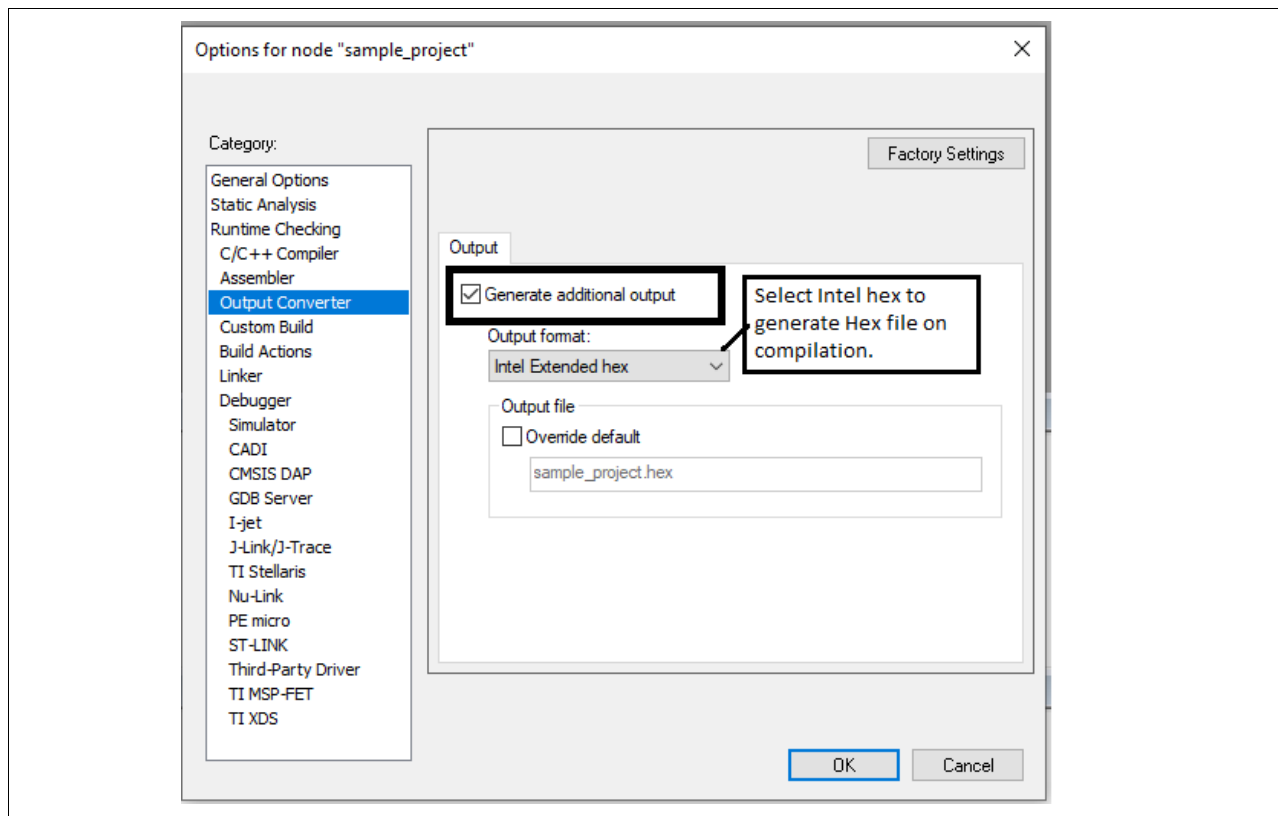 Options for node "sample_project"
Category:
Factory Settings
General Options
Static Analysis
Runtime Checking
C/C++ Compiler
Assembler
Output Converter
Custom Build
Build Actions
Linker
Debugger
Simulator
CADI
CMSIS DAP
GDB Server
I-jet
J-Link/J-Trace
TI Stellaris
Nu-Link
PE micro
ST-LINK
Third-Party Driver
TI MSP-FET
TI XDS
Output
Generate additional output
Output format:
Intel Extended hex
Select Intel hex to
generate Hex file on
compilation.
Output file
Override default
sample_project.hex
OK
Cancel